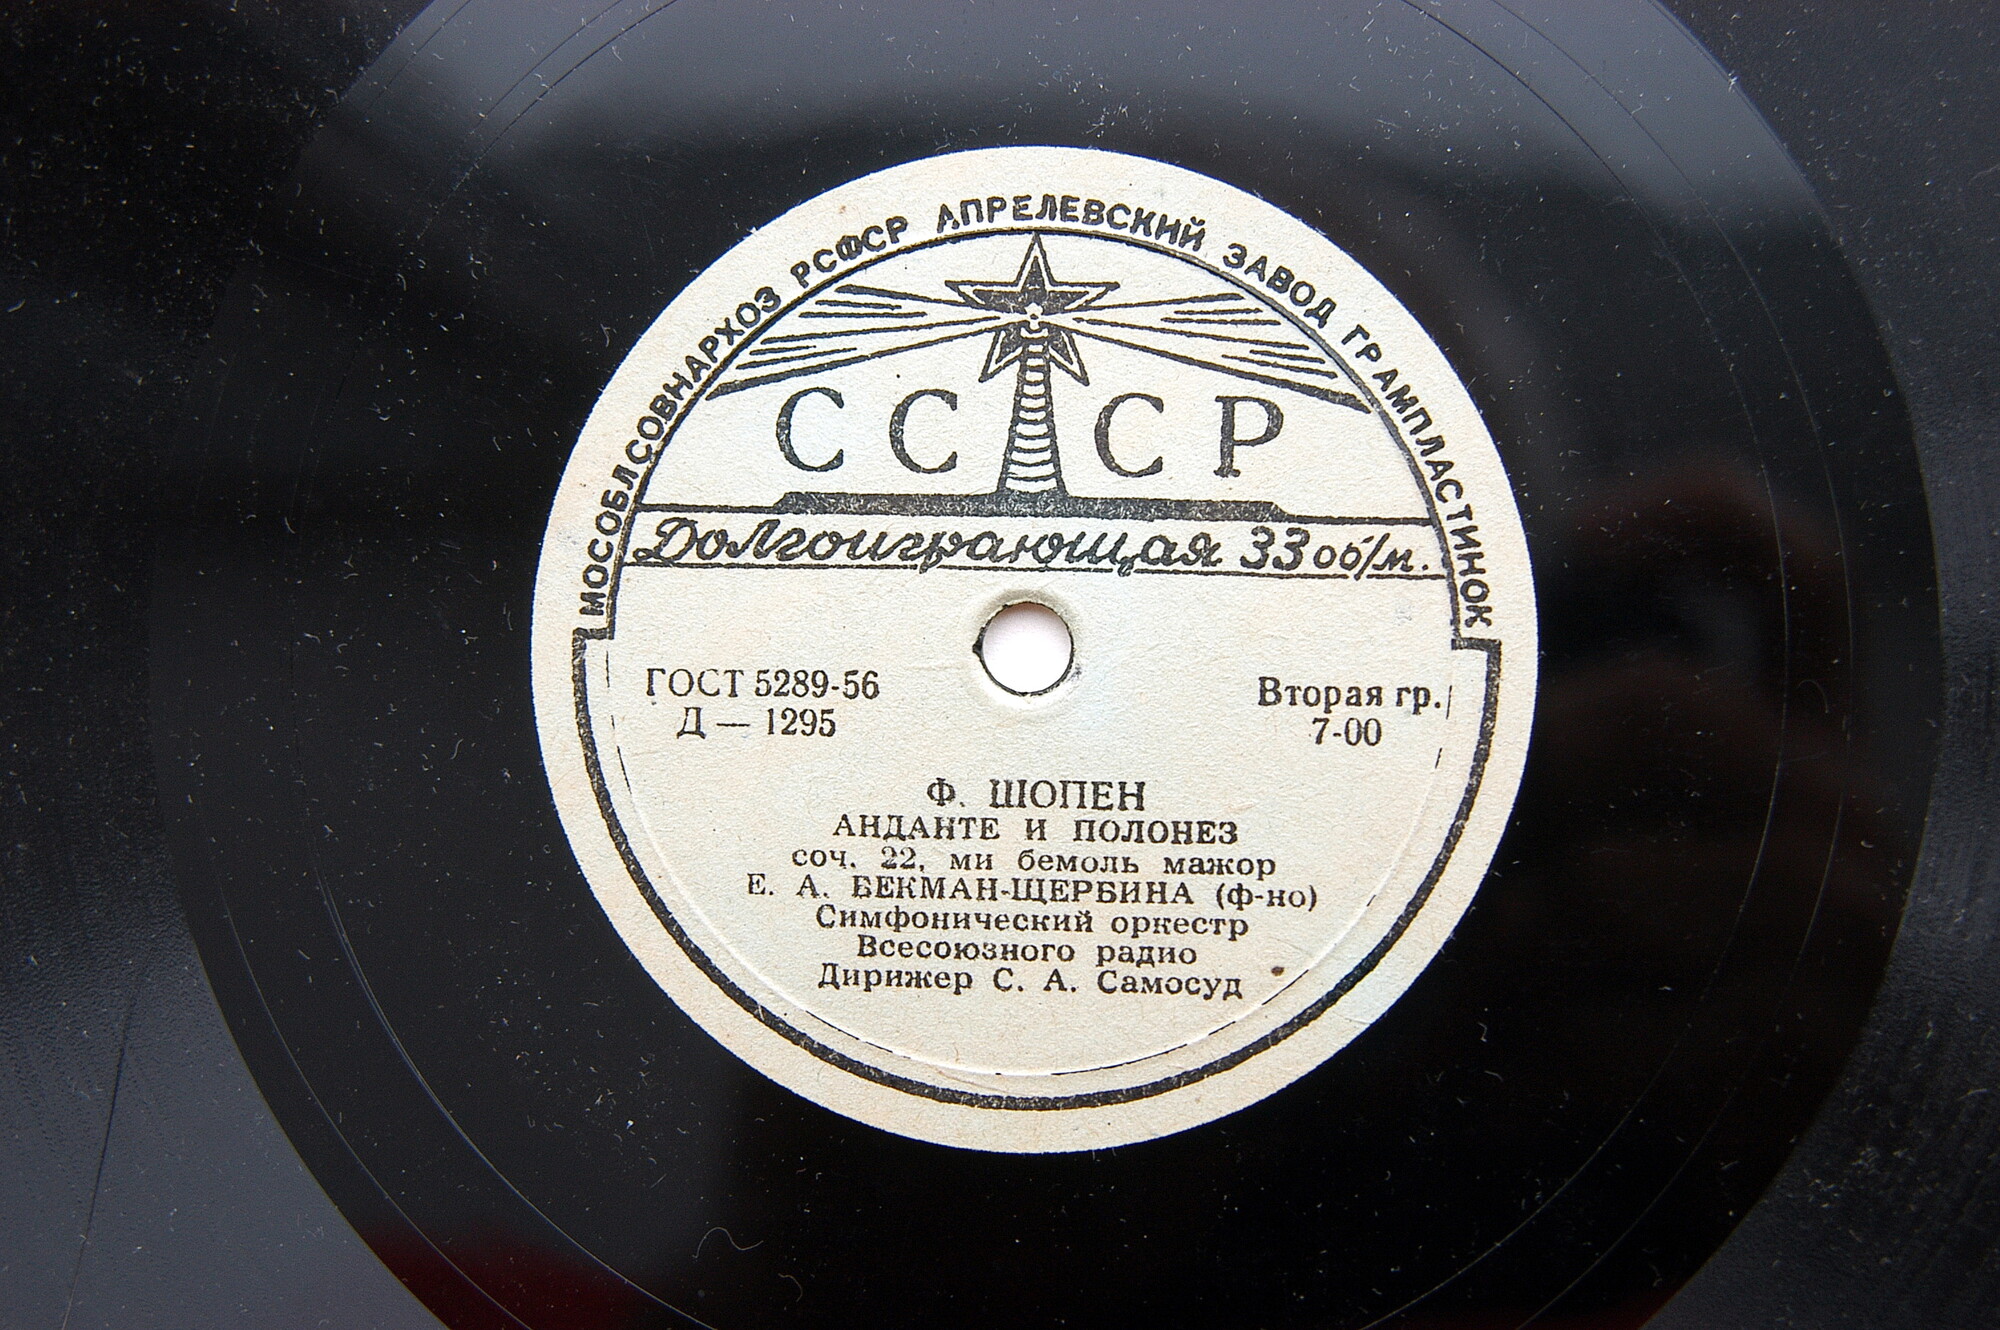 МОСОБЛСОВНАРХОЗ РСФСР АПРЕЛЕВСКИЙ ЗАВОД ГРАМПЛАСТИНОК
СССР
Долгоиграющая 33 об/м.
ГОСТ 5289-56
Д — 1295
Вторая гр.
7-00
Ф. ШОПЕН
АНДАНТЕ И ПОЛОНЕЗ
соч. 22, ми бемоль мажор
Е. А. БЕКМАН-ЩЕРБИНА (ф-но)
Симфонический оркестр
Всесоюзного радио
Дирижер С. А. Самосуд